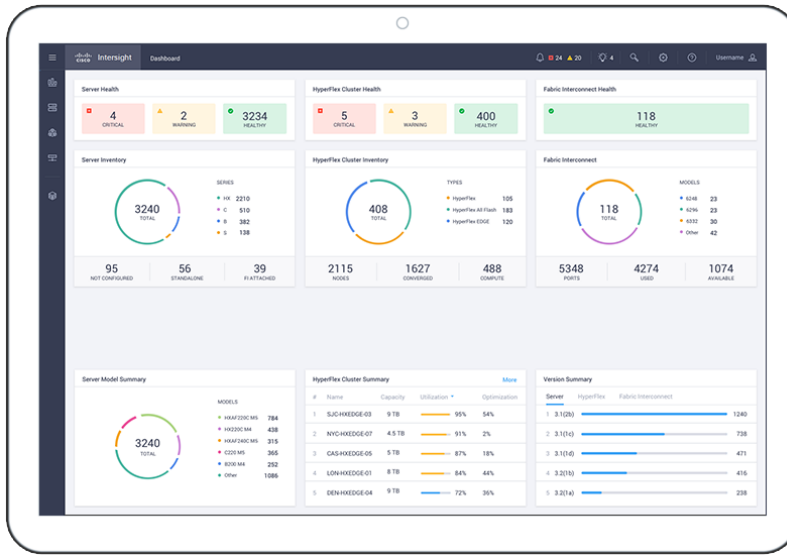 cisco Intersight Dashboard 24 20 4 Username
Server Health
4 CRITICAL
2 WARNING
3234 HEALTHY
HyperFlex Cluster Health
5 CRITICAL
3 WARNING
400 HEALTHY
Fabric Interconnect Health
118 HEALTHY
Server Inventory
3240
TOTAL
SERIES
HX 2210
C 510
B 382
S 138
95 NOT CONFIGURED
56 STANDALONE
39 FI ATTACHED
HyperFlex Cluster Inventory
408
TOTAL
TYPES
HyperFlex 105
HyperFlex All Flash 183
HyperFlex EDGE 120
2115 NODES
1627 CONVERGED
488 COMPUTE
Fabric Interconnect
118
TOTAL
MODELS
6248 23
6296 23
6332 30
Other 42
5348 PORTS
4274 USED
1074 AVAILABLE
Server Model Summary
3240
TOTAL
MODELS
HXAF220C M5 784
HX220C M4 438
HXAF240C M5 315
C220 M5 365
B200 M4 252
Other 1086
HyperFlex Cluster Summary More
# Name Capacity Utilization Optimization
1 SJC-HXEDGE-03 9 TB 95% 54%
2 NYC-HXEDGE-07 4.5 TB 91% 2%
3 CAS-HXEDGE-05 5 TB 87% 18%
4 LON-HXEDGE-01 8 TB 84% 44%
5 DEN-HXEDGE-04 9 TB 72% 36%
Version Summary
Server HyperFlex Fabric Interconnect
1 3.1(2b) 1240
2 3.1(1c) 738
3 3.1(1d) 471
4 3.2(1b) 416
5 3.2(1a) 238